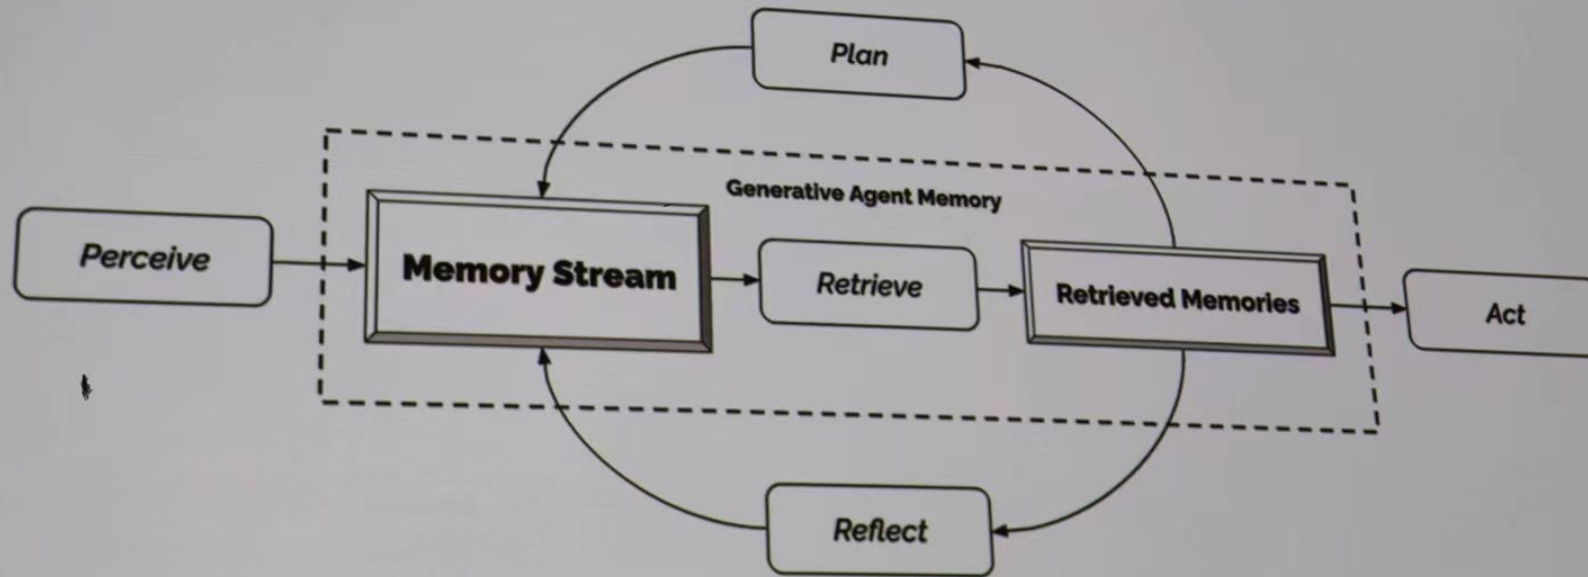 Plan
Generative Agent Memory
Perceive
Memory Stream
Retrieve
Retrieved Memories
Act
Reflect